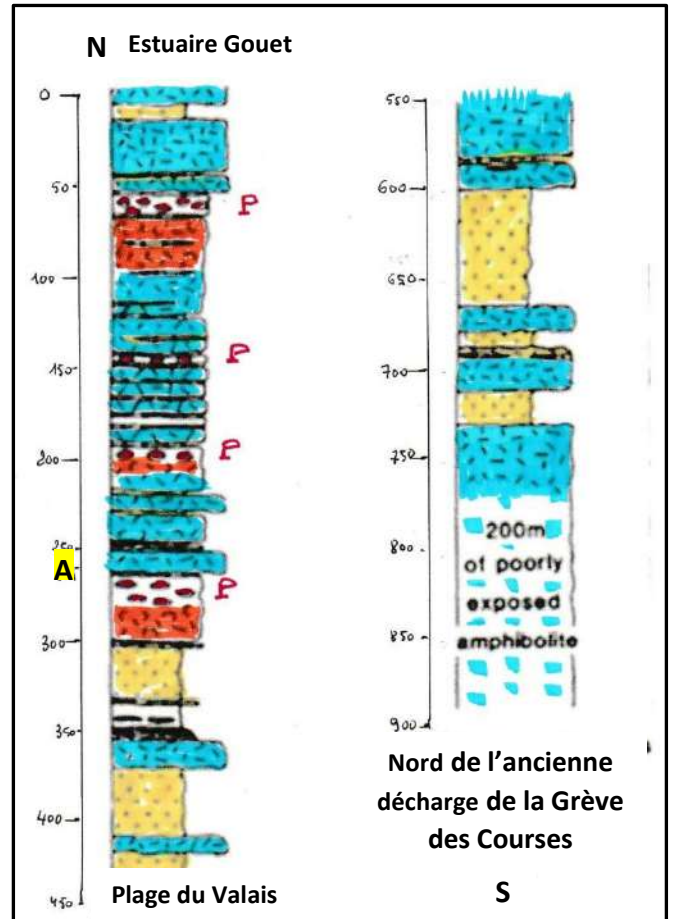 N Estuaire Gouet
0
50
P
100
150
P
200
P
250
A
P
300
350
400
450
Plage du Valais
550
600
650
700
750
800
850
900
200m
of poorly
exposed
amphibolite
Nord de l'ancienne
décharge de la Grève
des Courses
S